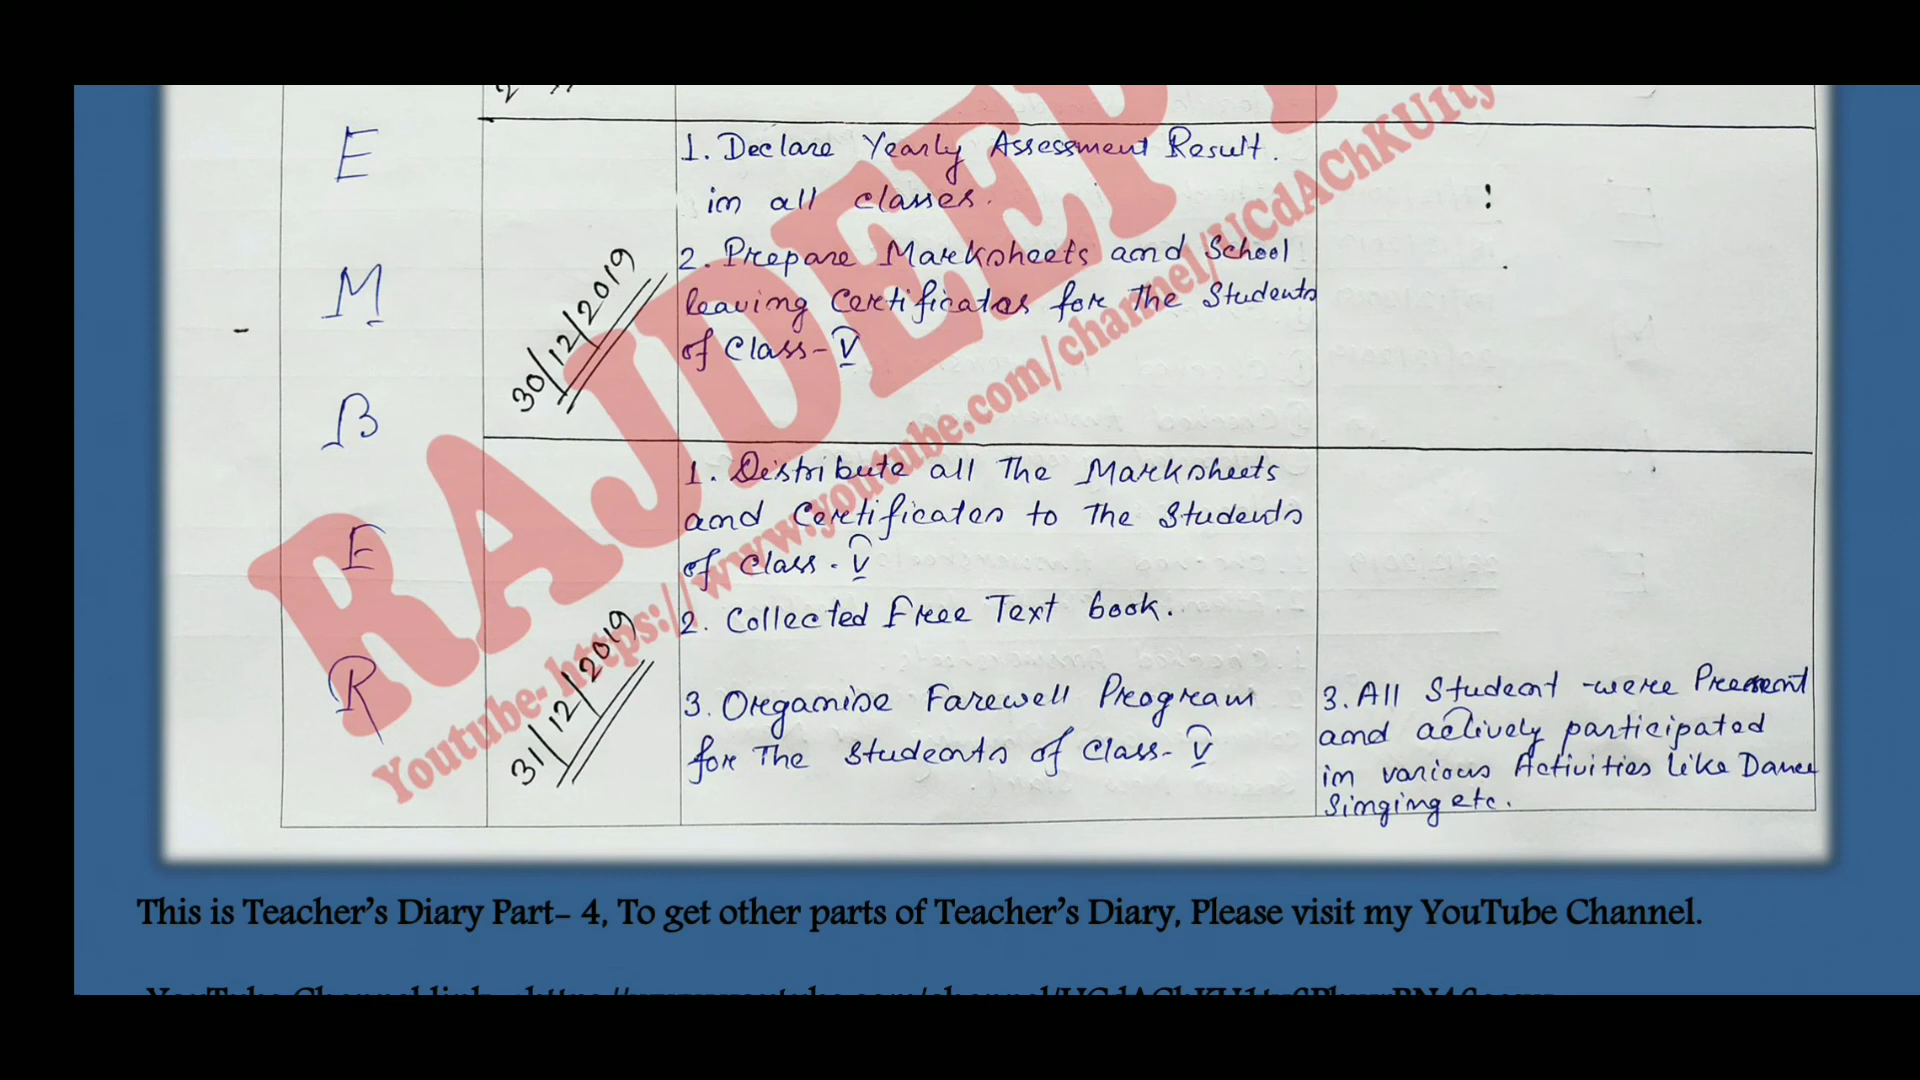 E
M
B
E
R
30/12/2019
1. Declare Yearly Assessment Result.
in all classes.
2. Prepare Marksheets and School
leaving Certificates for The Students
of Class-V
31/12/2019
1. Distribute all The Marksheets
and Certificates to The Students
of Class-V
2. Collected Free Text book.
3. Organise Farewell Program
for The Students of Class-V
3. All Student were Present
and actively participated
in various Activities like Dance
Singing etc.
RAJDEEP
Youtube- https://www.youtube.com/channel/UCdAChKU1ty
This is Teacher's Diary Part- 4, To get other parts of Teacher's Diary, Please visit my YouTube Channel.